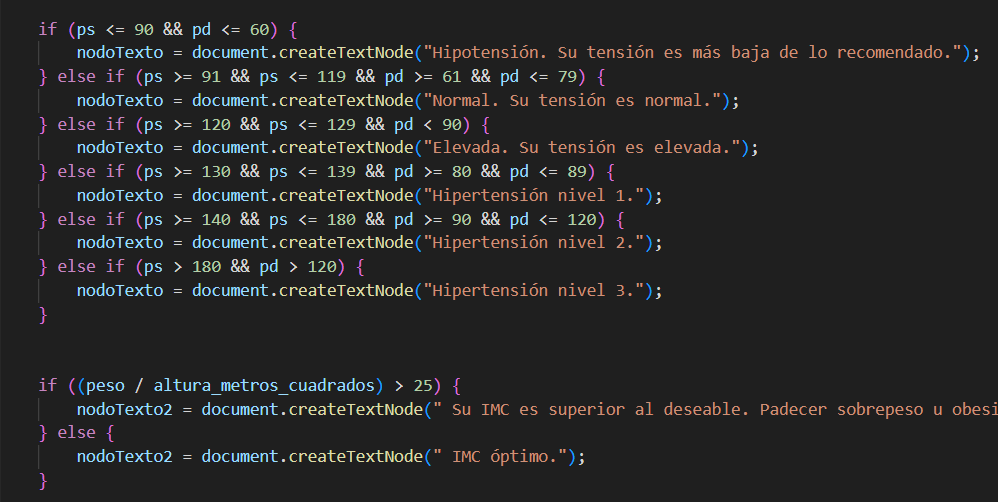 if (ps <= 90 && pd <= 60) {
    nodoTexto = document.createTextNode("Hipotensión. Su tensión es más baja de lo recomendado.");
} else if (ps >= 91 && ps <= 119 && pd >= 61 && pd <= 79) {
    nodoTexto = document.createTextNode("Normal. Su tensión es normal.");
} else if (ps >= 120 && ps <= 129 && pd < 90) {
    nodoTexto = document.createTextNode("Elevada. Su tensión es elevada.");
} else if (ps >= 130 && ps <= 139 && pd >= 80 && pd <= 89) {
    nodoTexto = document.createTextNode("Hipertensión nivel 1.");
} else if (ps >= 140 && ps <= 180 && pd >= 90 && pd <= 120) {
    nodoTexto = document.createTextNode("Hipertensión nivel 2.");
} else if (ps > 180 && pd > 120) {
    nodoTexto = document.createTextNode("Hipertensión nivel 3.");
}
if ((peso / altura_metros_cuadrados) > 25) {
    nodoTexto2 = document.createTextNode(" Su IMC es superior al deseable. Padecer sobrepeso u obesi
} else {
    nodoTexto2 = document.createTextNode(" IMC óptimo.");
}